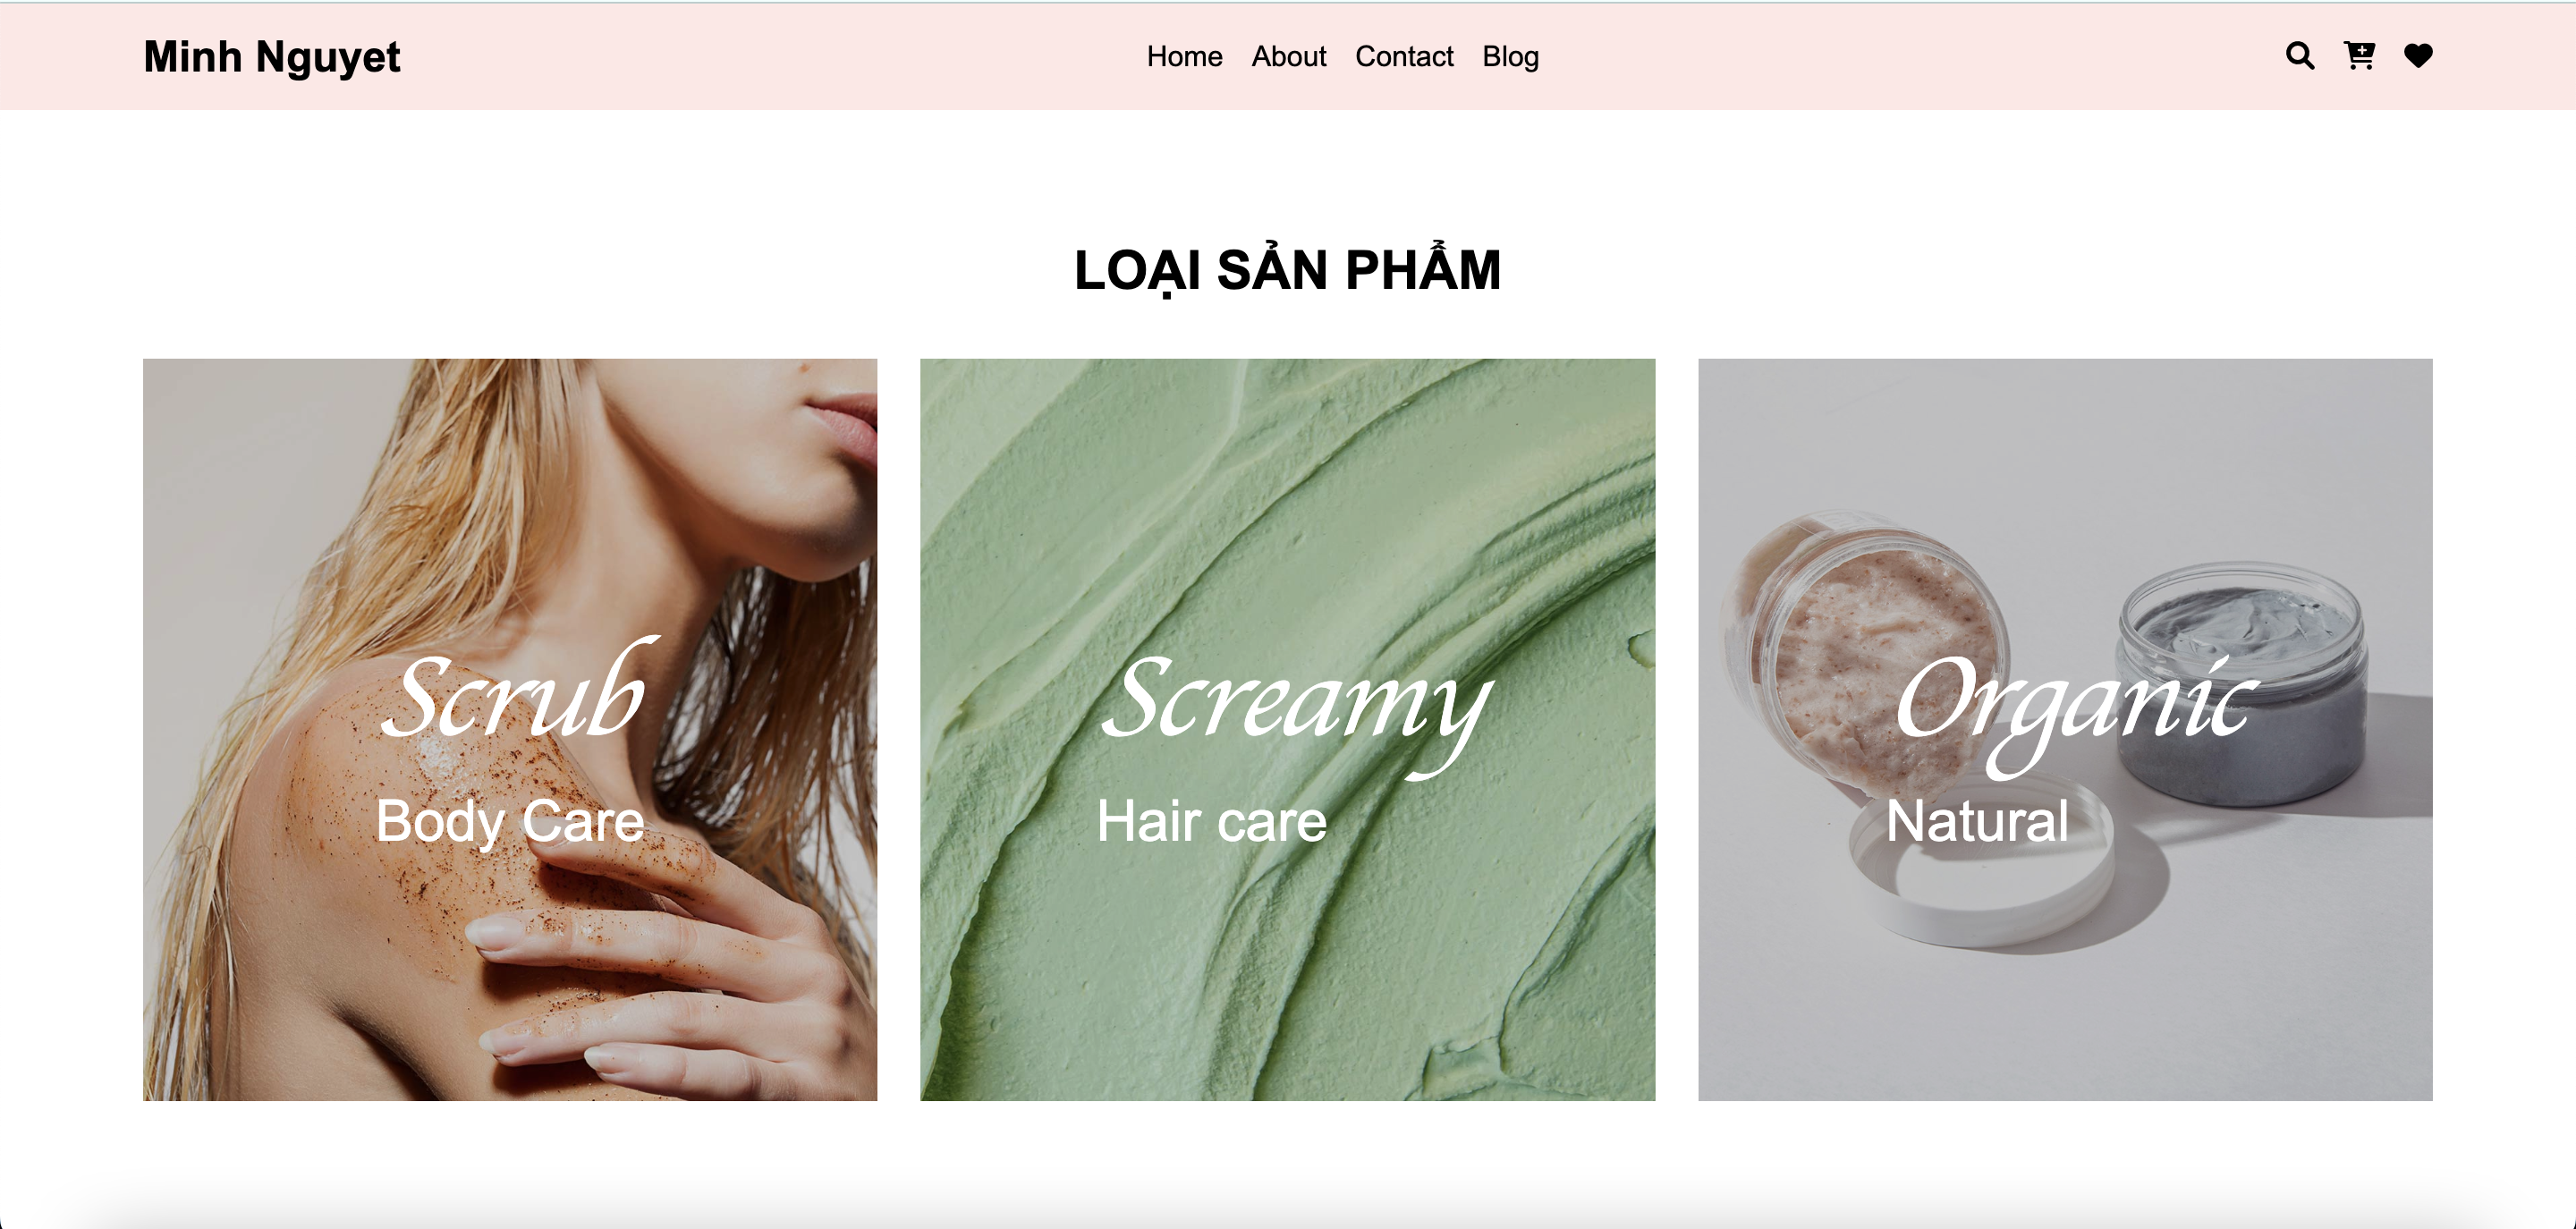 Minh Nguyet
Home About Contact Blog
LOẠI SẢN PHẨM
Scrub
Body Care
Screamy
Hair care
Organic
Natural